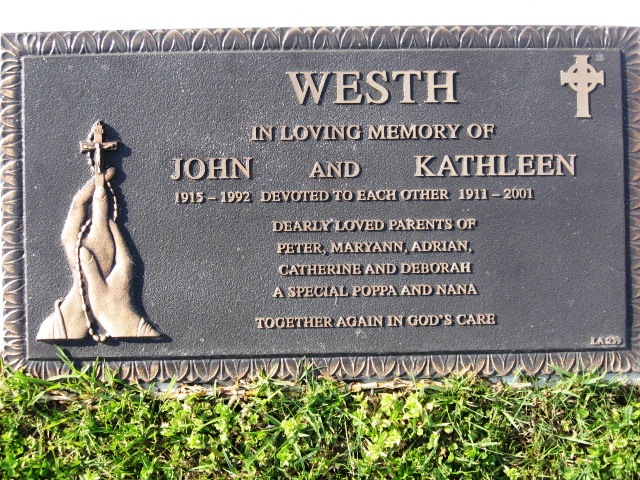 WESTH
IN LOVING MEMORY OF
JOHN AND KATHLEEN
1915 – 1992 DEVOTED TO EACH OTHER 1911 – 2001
DEARLY LOVED PARENTS OF
PETER, MARYANN, ADRIAN,
CATHERINE AND DEBORAH
A SPECIAL POPPA AND NANA
TOGETHER AGAIN IN GOD'S CARE